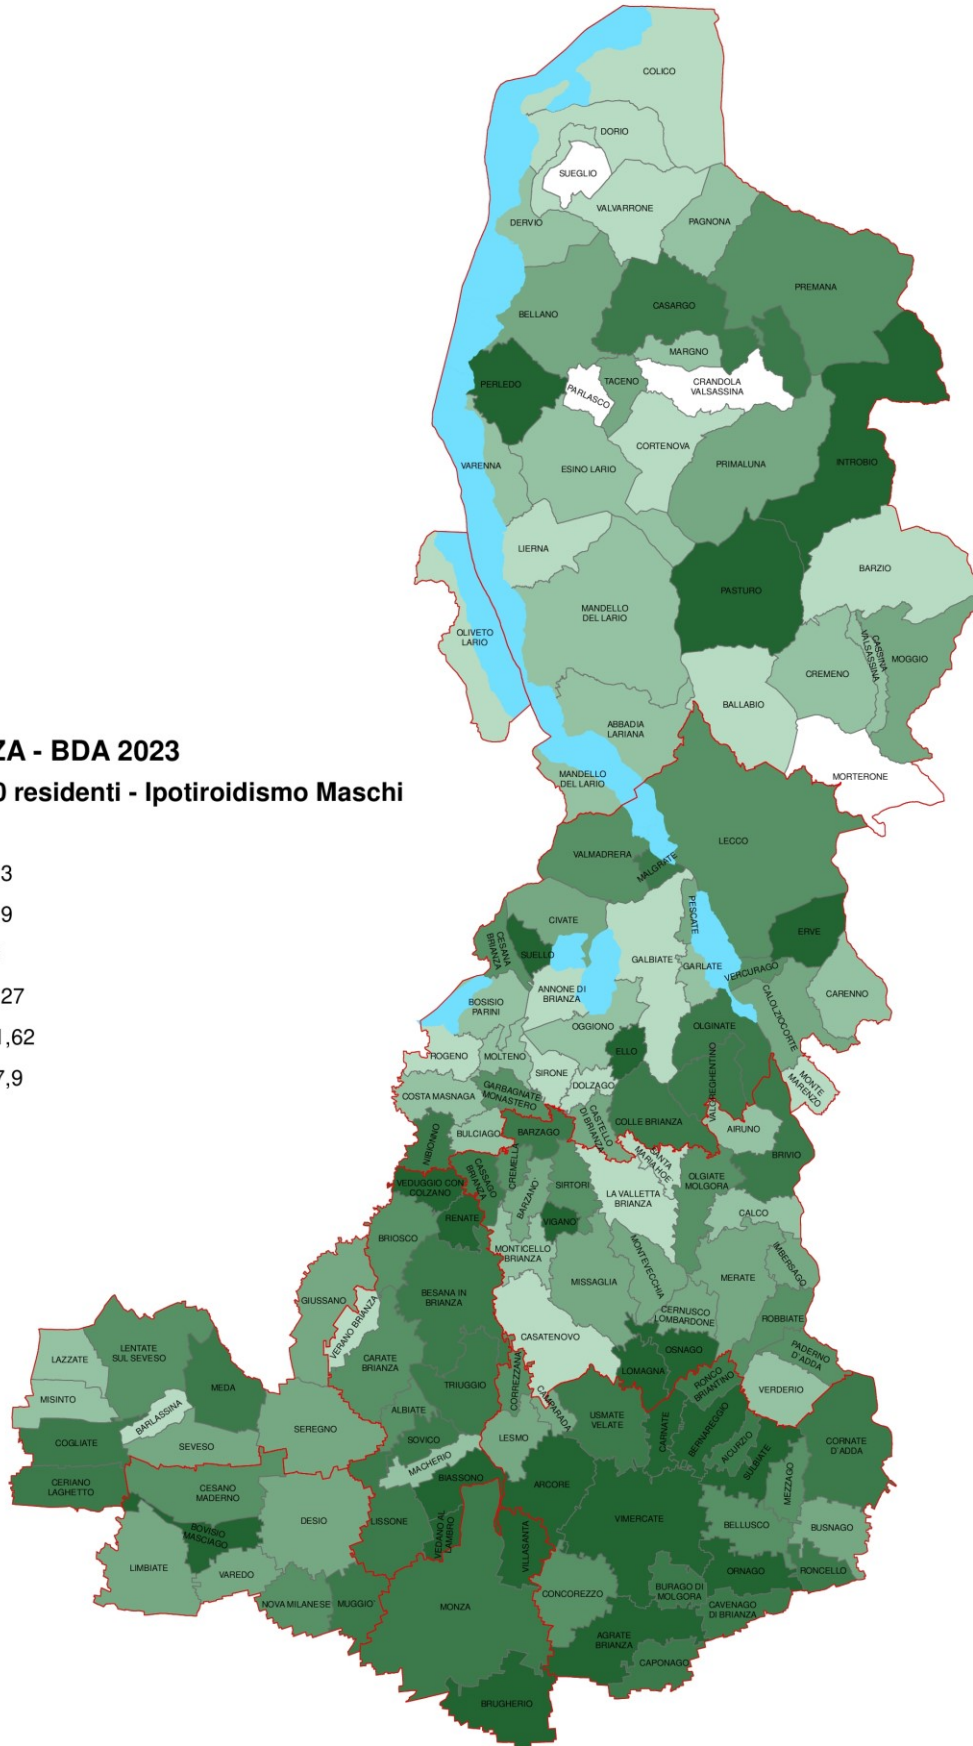 COLICO
DORIO
SUEGLIO
VALVARRONE
DERVIO
PAGNONA
PREMANA
BELLANO
CASARGO
MARGNO
PERLEDO
PARLASCO
TACENO
CRANDOLA
VALSASSINA
CORTENOVA
VARENNA
ESINO LARIO
PRIMALUNA
INTROBIO
LIERNA
BARZIO
PASTURO
MANDELLO
DEL LARIO
OLIVETO
LARIO
CASSINA
VALSASSINA
MOGGIO
CREMENO
BALLABIO
ABBADIA
LARIANA
ZA - BDA 2023
0 residenti - Ipotiroidismo Maschi
MANDELLO
DEL LARIO
MORTERONE
LECCO
VALMADRERA
MALGRATE
3
9
27
1,62
7,9
PESCATE
CIVATE
ERVE
CESANA
BRIANZA
SUELLO
GALBIATE
GARLATE
VERCURAGO
ANNONE DI
BRIANZA
CARENNO
BOSISIO
PARINI
CALOLZIOCORTE
OGGIONO
OLGINATE
ELLO
ROGENO
MOLTENO
SIRONE
DOLZAGO
VALGREGHENTINO
MONTE
MARENZO
COSTA MASNAGA
GARBAGNATE
MONASTERO
CASTELLO
DI BRIANZA
COLLE BRIANZA
AIRUNO
NIBIONNO
BULCIAGO
BARZAGO
BRIVIO
SANTA
MARIA HOE'
CASSAGO
BRIANZA
CREMELLA
VEDUGGIO CON
COLZANO
BARZANO'
SIRTORI
LA VALLETTA
BRIANZA
OLGIATE
MOLGORA
RENATE
VIGANO'
CALCO
BRIOSCO
MONTICELLO
BRIANZA
MONTEVECCHIA
IMBERSAGO
MISSAGLIA
MERATE
GIUSSANO
BESANA IN
BRIANZA
VERANO BRIANZA
CERNUSCO
LOMBARDONE
ROBBIATE
CASATENOVO
LENTATE
SUL SEVESO
LAZZATE
CARATE
BRIANZA
OSNAGO
PADERNO
D'ADDA
LOMAGNA
MEDA
TRIUGGIO
CORREZZANA
RONCO
BRIANTINO
VERDERIO
MISINTO
BARLASSINA
ALBIATE
CAMPARADA
USMATE
VELATE
SEREGNO
LESMO
CARNATE
BERNAREGGIO
COGLIATE
SEVESO
SOVICO
AICURZIO
CORNATE
D'ADDA
MACHERIO
SULBIATE
CERIANO
LAGHETTO
BIASSONO
MEZZAGO
CESANO
MADERNO
ARCORE
DESIO
LISSONE
VIMERCATE
BELLUSCO
BUSNAGO
BOVISIO
MASCIAGO
VEDANO AL
LAMBRO
VILLASANTA
LIMBIATE
VAREDO
ORNAGO
RONCELLO
CONCOREZZO
BURAGO DI
MOLGORA
NOVA MILANESE
MUGGIO'
MONZA
CAVENAGO
DI BRIANZA
AGRATE
BRIANZA
CAPONAGO
BRUGHERIO